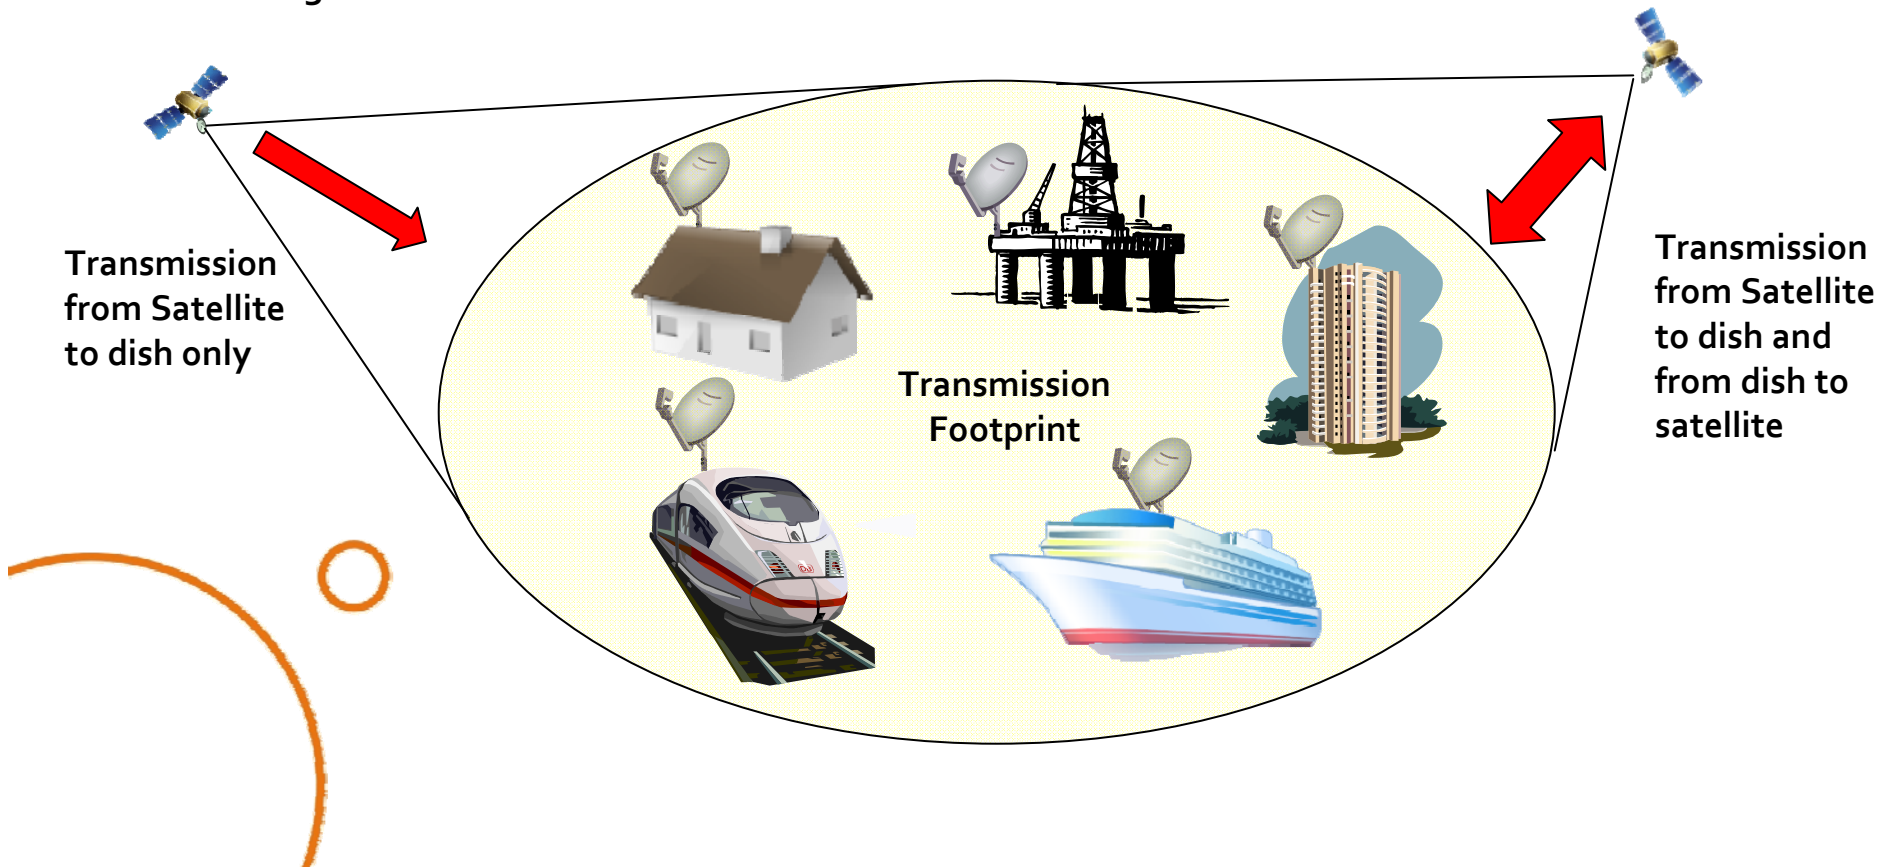 Transmission
from Satellite
to dish only
Transmission
Footprint
Transmission
from Satellite
to dish and
from dish to
satellite